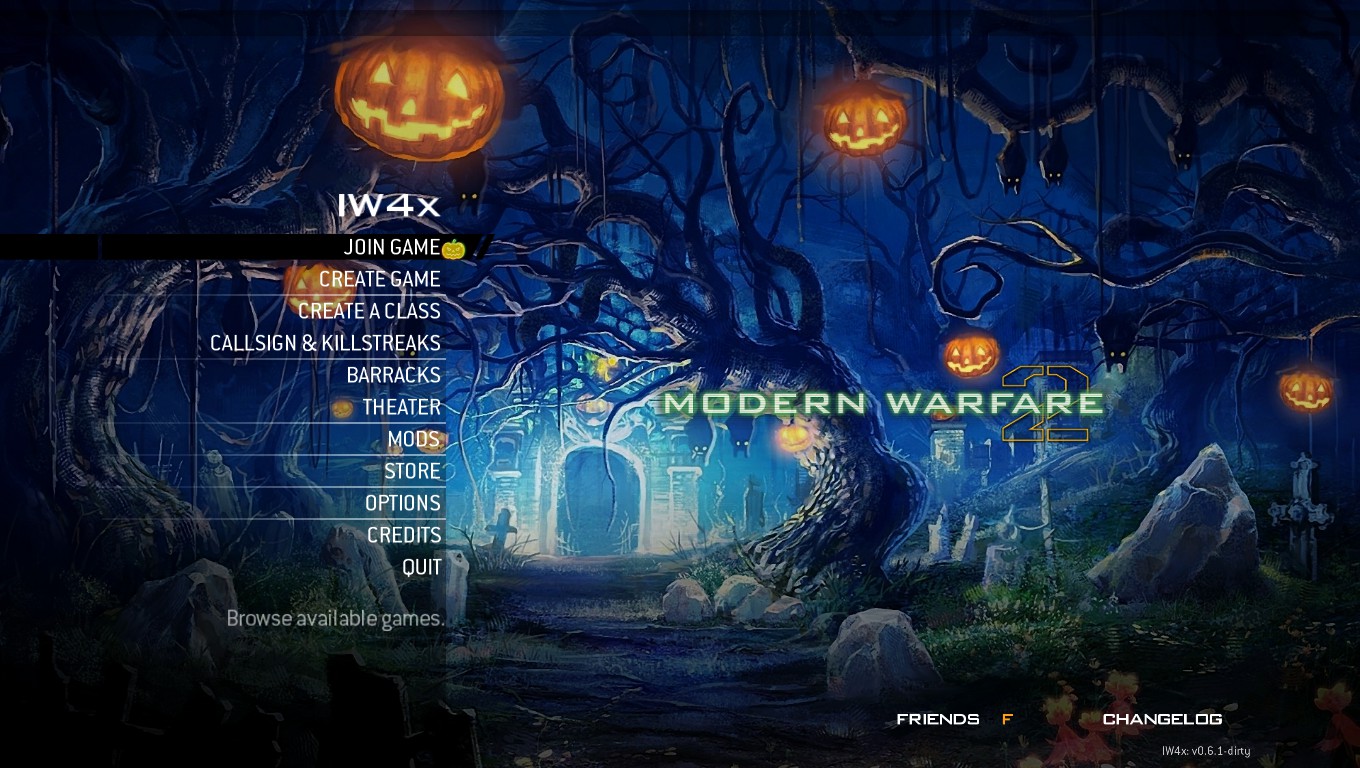 IW4x
JOIN GAME
CREATE GAME
CREATE A CLASS
CALLSIGN & KILLSTREAKS
BARRACKS
THEATER
MODS
STORE
OPTIONS
CREDITS
QUIT
Browse available games.
MODERN WARFARE
2
FRIENDS F
CHANGELOG
IW4x: v0.6.1-dirty